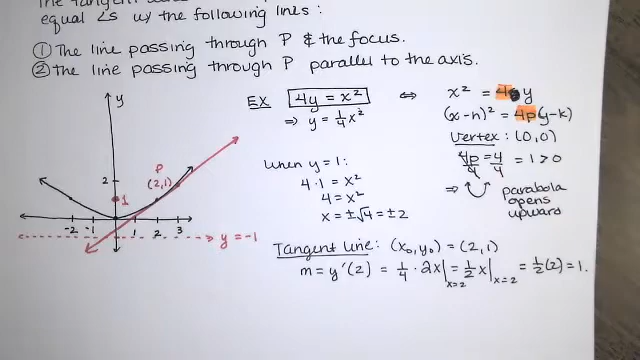 equal ∠s w/ the following lines:
① The line passing through P & the focus.
② The line passing through P parallel to the axis.
EX 4y = x² ⇔ x² = 4 y
⇒ y = ¼x²
(x-h)² = 4p(y-k)
Vertex: (0,0)
4p/4 = 4/4 = 1 > 0
⇒ parabola opens upward
When y = 1:
4·1 = x²
4 = x²
x = ±√4 = ±2
y
P
(2,1)
2
1
-2 -1 1 2 3
y = -1
Tangent Line: (x₀, y₀) = (2,1)
m = y'(2) = ¼·2x|ₓ₌₂ = ½x|ₓ₌₂ = ½(2) = 1.